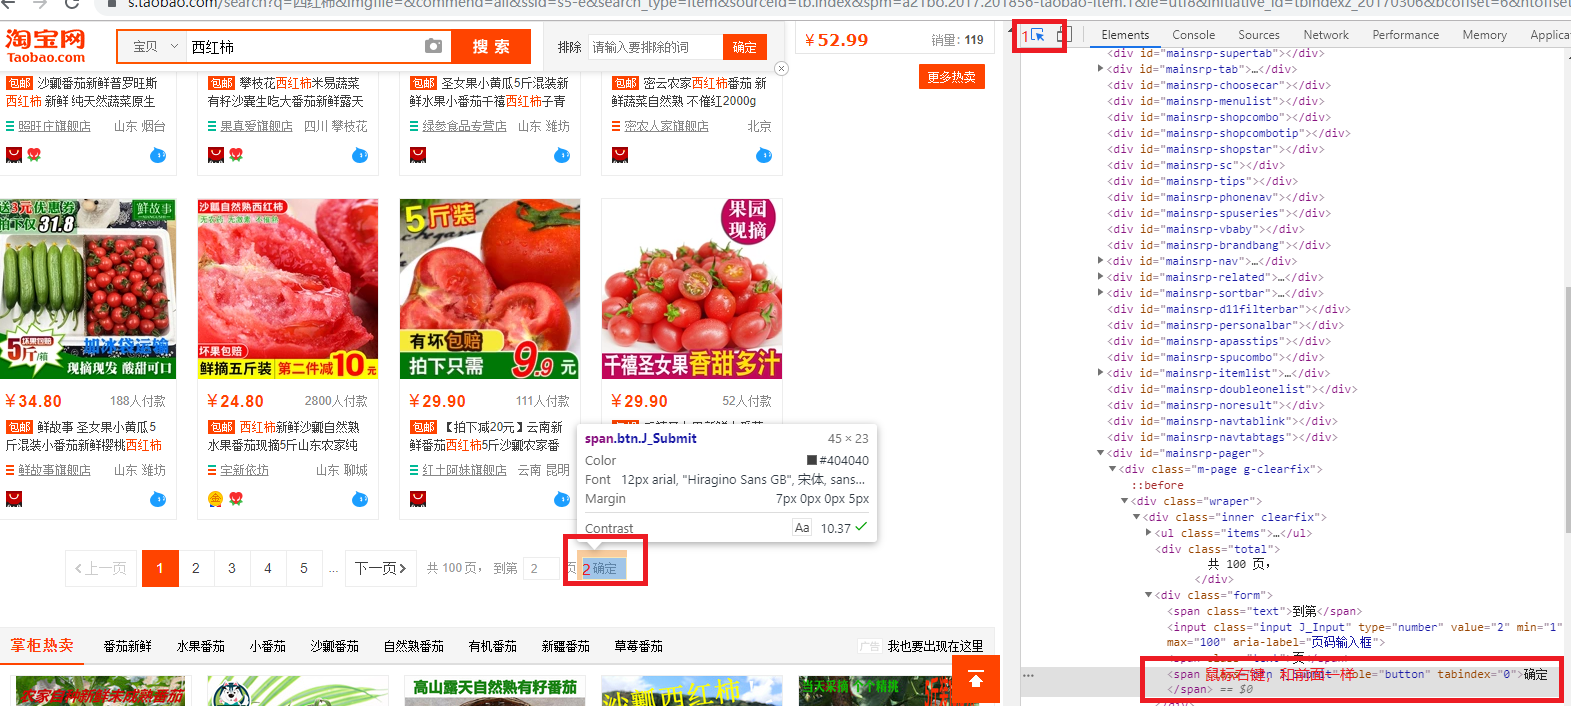 s.taobao.com/search?q=西红柿&imgfile=&commend=all&ssid=s5-e&search_type=item&sourceId=tb.index&spm=a21bo.2017.201856-taobao-item.1&ie=utf8&initiative_id=tbindexz_20170306&bcoffset=6&ntoffset
淘宝网
Taobao.com
宝贝
西红柿
搜 索
排除
请输入要排除的词
确定
¥52.99
销量: 119
更多热卖
包邮 沙瓤番茄新鲜普罗旺斯
西红柿 新鲜 纯天然蔬菜原生
照旺庄旗舰店
山东 烟台
包邮 攀枝花西红柿米易蔬菜
有籽沙囊生吃大番茄新鲜露天
果真爱旗舰店
四川 攀枝花
包邮 圣女果小黄瓜5斤混装新
鲜水果小番茄千禧西红柿子青
绿参食品专营店
山东 潍坊
包邮 密云农家西红柿番茄 新
鲜蔬菜自然熟 不催红2000g
密农人家旗舰店
北京
送3元优惠券
拍下仅31.8
鲜故事
坏果包赔
5斤/箱
加冰袋运输
现摘现发 酸甜可口
沙瓤自然熟西红柿
无农药 无激素 不催熟
坏果包赔
鲜摘五斤装
第二件减10元
5斤装
有坏包赔
拍下只需9.9元
果园
现摘
千禧圣女果香甜多汁
¥34.80
188人付款
包邮 鲜故事 圣女果小黄瓜5
斤混装小番茄新鲜樱桃西红柿
鲜故事旗舰店
山东 潍坊
¥24.80
2800人付款
包邮 西红柿新鲜沙瓤自然熟
水果番茄现摘5斤山东农家纯
宝新依坊
山东 聊城
¥29.90
111人付款
包邮 【拍下减20元】云南新
鲜番茄西红柿5斤沙瓤农家番
红土阿妹旗舰店
云南 昆明
¥29.90
52人付款
span.btn.J_Submit
45 × 23
Color
#404040
Font
12px arial, "Hiragino Sans GB", 宋体, sans...
Margin
7px 0px 0px 5px
Contrast
Aa 10.37
上一页
1
2
3
4
5
...
下一页
共 100 页，
到第
2
页
2
确定
掌柜热卖
番茄新鲜
水果番茄
小番茄
沙瓤番茄
自然熟番茄
有机番茄
新疆番茄
草莓番茄
广告
我也要出现在这里
农家自种新鲜未成熟番茄
高山露天自然熟有籽番茄
沙瓤西红柿
当天采摘 个个精挑
1
Elements
Console
Sources
Network
Performance
Memory
Applica
<div id="mainsrp-supertab"></div>
<div id="mainsrp-tab">…</div>
<div id="mainsrp-choosecar"></div>
<div id="mainsrp-menulist"></div>
<div id="mainsrp-shopcombo"></div>
<div id="mainsrp-shopcombotip"></div>
<div id="mainsrp-shopstar"></div>
<div id="mainsrp-sc"></div>
<div id="mainsrp-tips"></div>
<div id="mainsrp-phonenav"></div>
<div id="mainsrp-spuseries"></div>
<div id="mainsrp-vbaby"></div>
<div id="mainsrp-brandbang"></div>
<div id="mainsrp-nav">…</div>
<div id="mainsrp-related">…</div>
<div id="mainsrp-sortbar">…</div>
<div id="mainsrp-d11filterbar"></div>
<div id="mainsrp-personalbar"></div>
<div id="mainsrp-apasstips"></div>
<div id="mainsrp-spucombo"></div>
<div id="mainsrp-itemlist">…</div>
<div id="mainsrp-doubleonelist"></div>
<div id="mainsrp-noresult"></div>
<div id="mainsrp-navtablink"></div>
<div id="mainsrp-navtabtags"></div>
<div id="mainsrp-pager">
<div class="m-page g-clearfix">
::before
<div class="wraper">
<div class="inner clearfix">
<ul class="items">…</ul>
<div class="total">
共 100 页，
</div>
<div class="form">
<span class="text">到第</span>
<input class="input J_Input" type="number" value="2" min="1"
max="100" aria-label="页码输入框">
页
鼠标右键，和前面一样
<span
role="button" tabindex="0">确定
</span> == $0